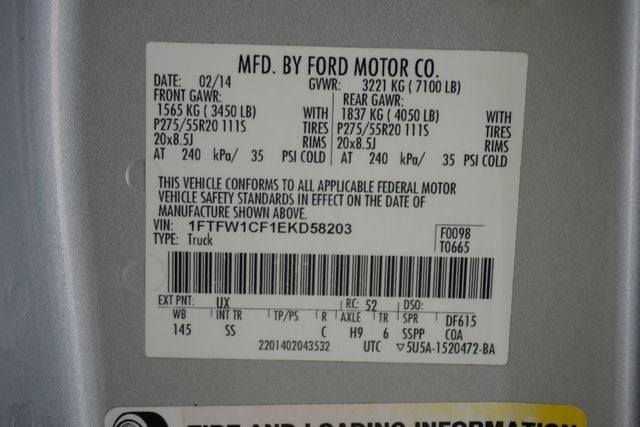 MFD. BY FORD MOTOR CO.
DATE: 02/14 GVWR: 3221 KG ( 7100 LB)
FRONT GAWR: REAR GAWR:
1565 KG ( 3450 LB) WITH 1837 KG ( 4050 LB) WITH
P275/55R20 111S TIRES P275/55R20 111S TIRES
20x8.5J RIMS 20x8.5J RIMS
AT 240 kPa/ 35 PSI COLD AT 240 kPa/ 35 PSI COLD
THIS VEHICLE CONFORMS TO ALL APPLICABLE FEDERAL MOTOR
VEHICLE SAFETY STANDARDS IN EFFECT ON THE DATE OF
MANUFACTURE SHOWN ABOVE.
VIN: 1FTFW1CF1EKD58203 F0098
TYPE: Truck T0665
EXT PNT: UX RC: 52 DSO:
WB INT TR TP/PS R AXLE TR SPR DF615
145 SS C H9 6 SSPP COA
2201402043532 UTC ▽5U5A-1520472-BA
TIRE AND LOADING INFORMATION